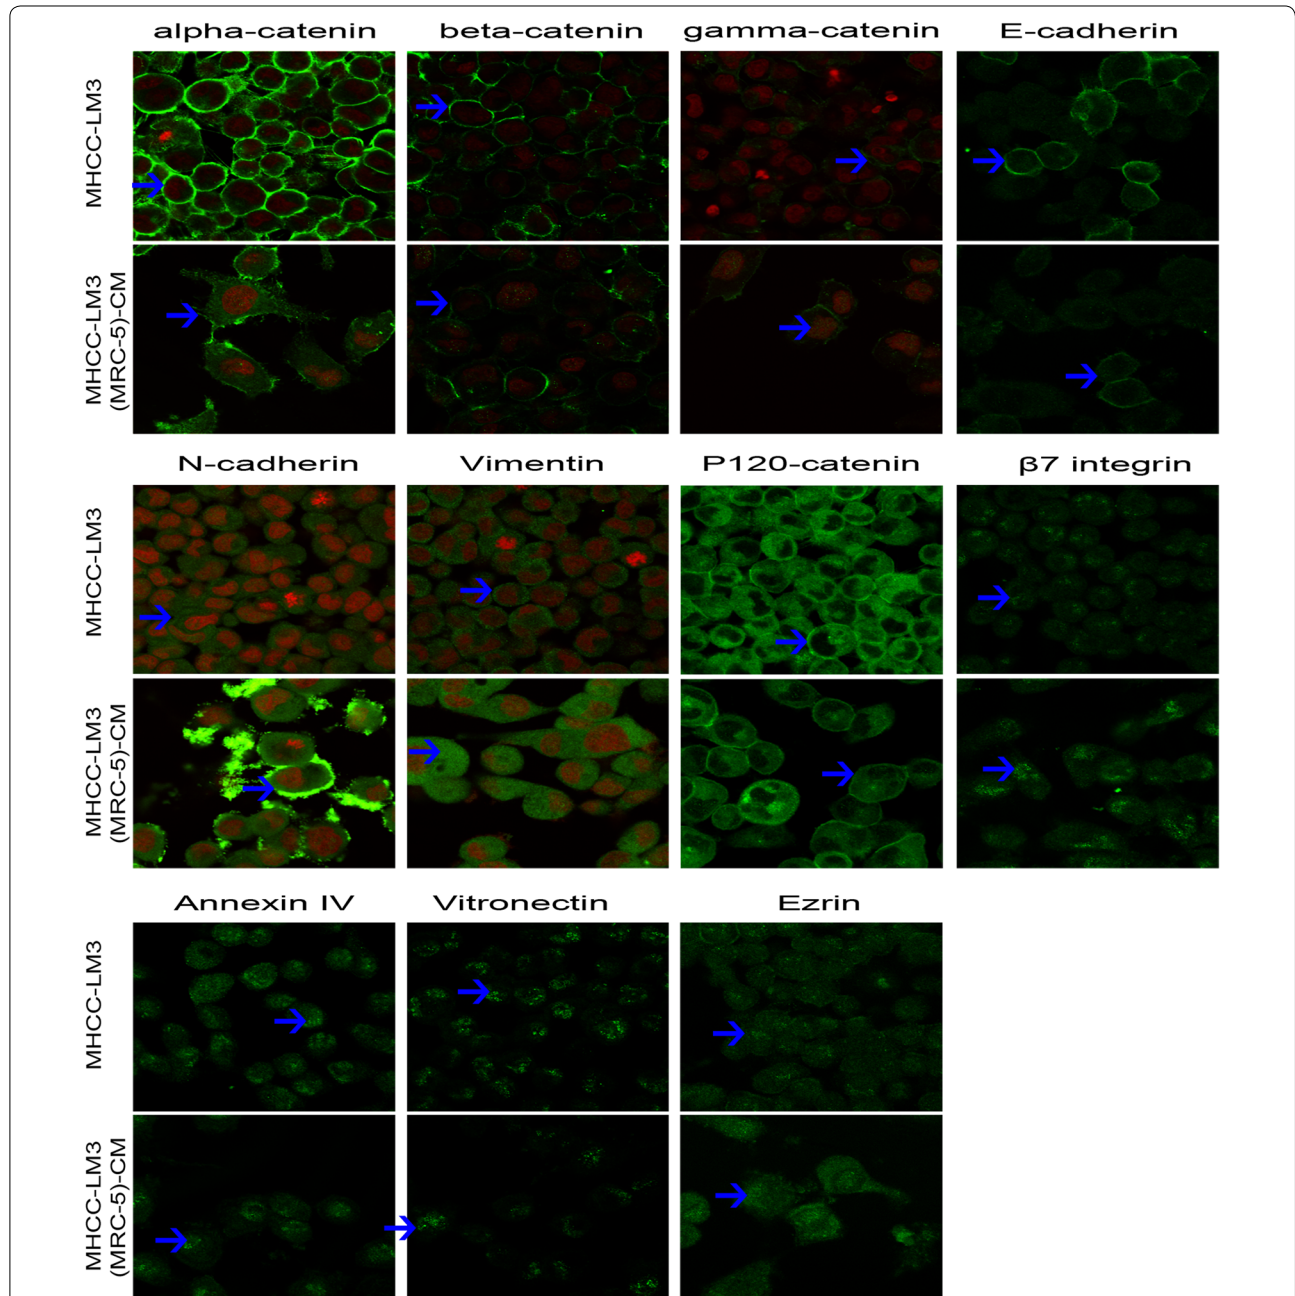 alpha-catenin beta-catenin gamma-catenin E-cadherin
MHCC-LM3
MHCC-LM3
(MRC-5)-CM
N-cadherin Vimentin P120-catenin β7 integrin
MHCC-LM3
MHCC-LM3
(MRC-5)-CM
Annexin IV Vitronectin Ezrin
MHCC-LM3
MHCC-LM3
(MRC-5)-CM